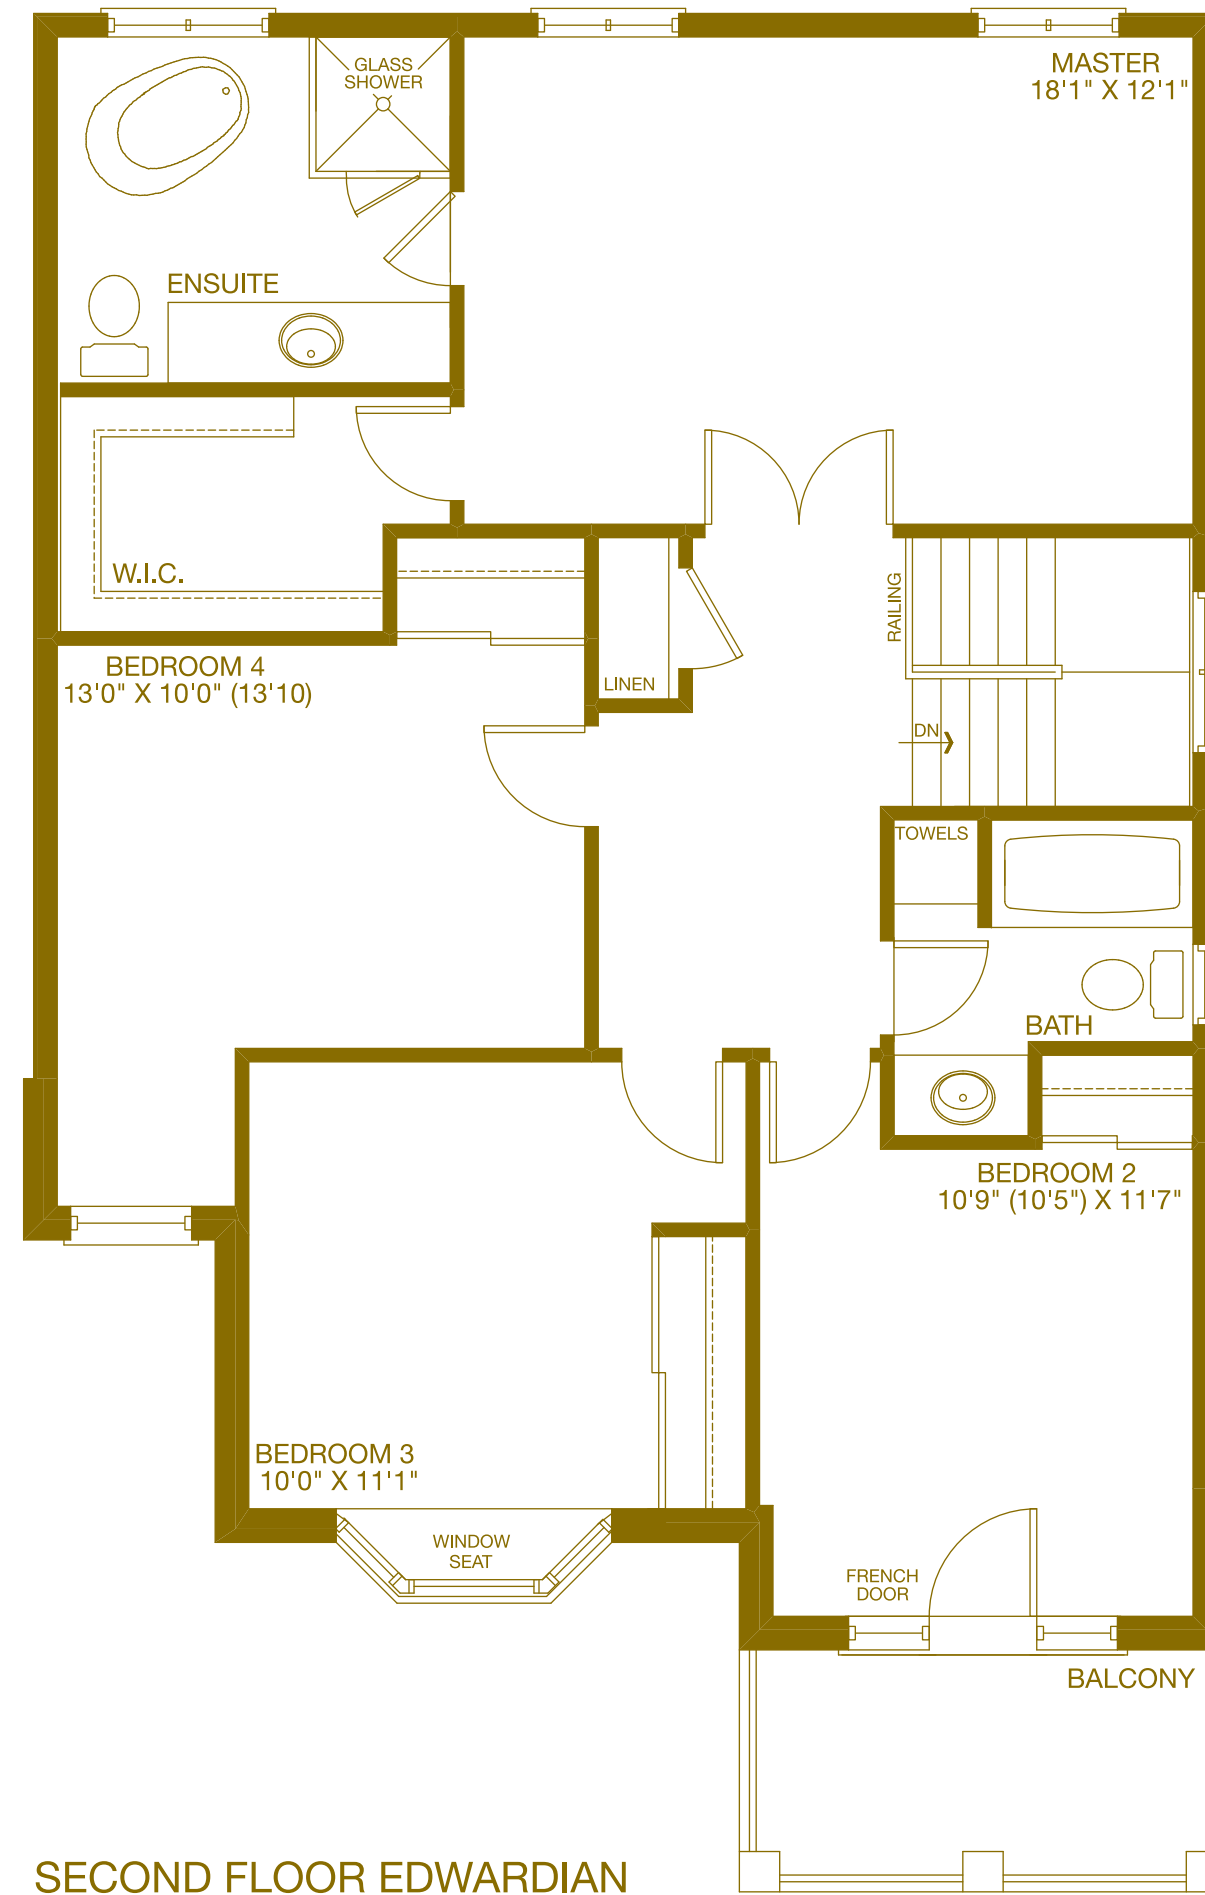 GLASS
SHOWER
MASTER
18'1" X 12'1"
ENSUITE
W.I.C.
RAILING
BEDROOM 4
13'0" X 10'0" (13'10)
LINEN
DN
TOWELS
BATH
BEDROOM 2
10'9" (10'5") X 11'7"
BEDROOM 3
10'0" X 11'1"
WINDOW
SEAT
FRENCH
DOOR
BALCONY
SECOND FLOOR EDWARDIAN